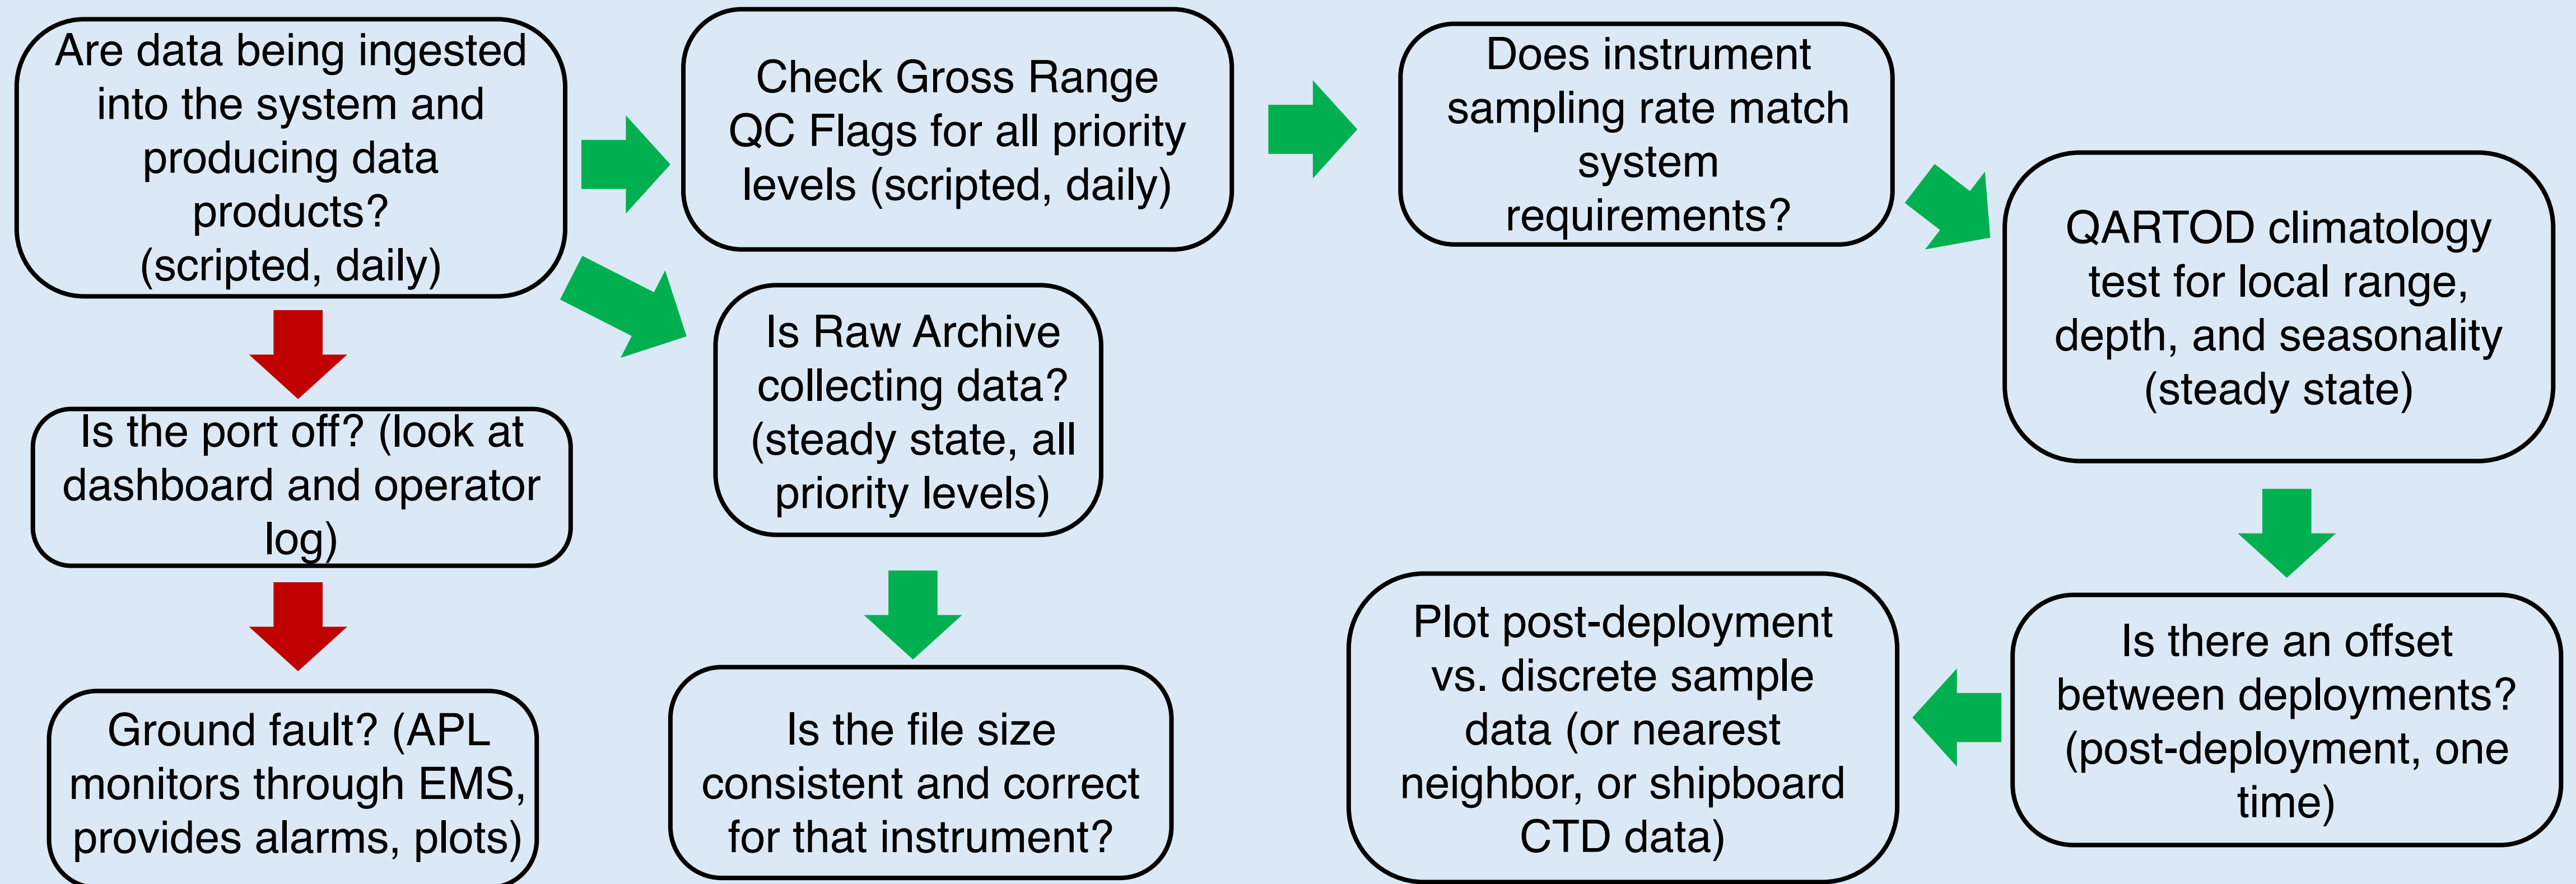 Are data being ingested
into the system and
producing data
products?
(scripted, daily)
Check Gross Range
QC Flags for all priority
levels (scripted, daily)
Does instrument
sampling rate match
system
requirements?
QARTOD climatology
test for local range,
depth, and seasonality
(steady state)
Is Raw Archive
collecting data?
(steady state, all
priority levels)
Is the port off? (look at
dashboard and operator
log)
Ground fault? (APL
monitors through EMS,
provides alarms, plots)
Is the file size
consistent and correct
for that instrument?
Plot post-deployment
vs. discrete sample
data (or nearest
neighbor, or shipboard
CTD data)
Is there an offset
between deployments?
(post-deployment, one
time)